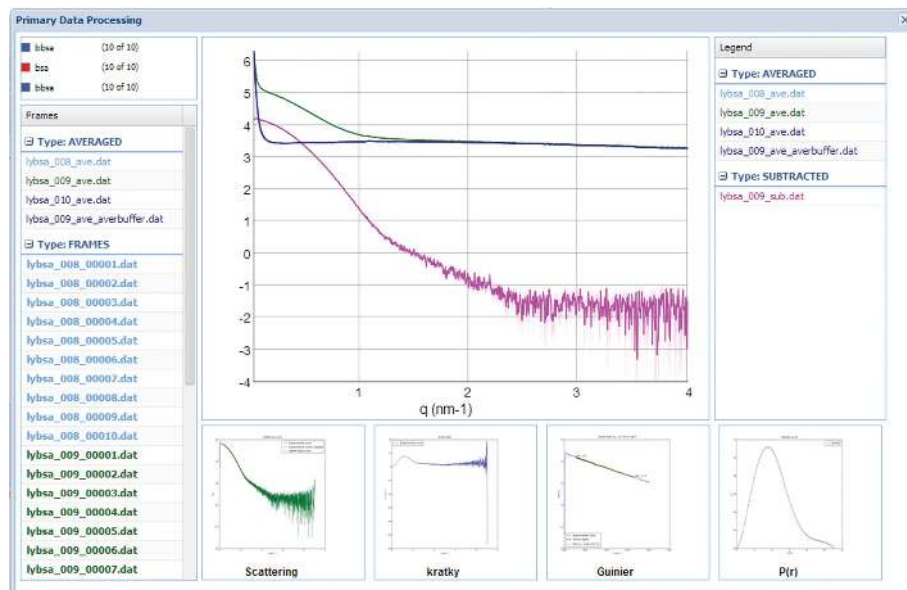 Primary Data Processing
bbsa (10 of 10)
bsa (10 of 10)
bbsa (10 of 10)
Frames
Type: AVERAGED
lybsa_008_ave.dat
lybsa_009_ave.dat
lybsa_010_ave.dat
lybsa_009_ave_averbuffer.dat
Type: FRAMES
lybsa_008_00001.dat
lybsa_008_00002.dat
lybsa_008_00003.dat
lybsa_008_00004.dat
lybsa_008_00005.dat
lybsa_008_00006.dat
lybsa_008_00007.dat
lybsa_008_00008.dat
lybsa_008_00009.dat
lybsa_008_00010.dat
lybsa_009_00001.dat
lybsa_009_00002.dat
lybsa_009_00003.dat
lybsa_009_00004.dat
lybsa_009_00005.dat
lybsa_009_00006.dat
lybsa_009_00007.dat
6
5
4
3
2
1
0
-1
-2
-3
-4
1 2 3 4
q (nm-1)
Legend
Type: AVERAGED
lybsa_008_ave.dat
lybsa_009_ave.dat
lybsa_010_ave.dat
lybsa_009_ave_averbuffer.dat
Type: SUBTRACTED
lybsa_009_sub.dat
Scattering
kratky
Guinier
P(r)